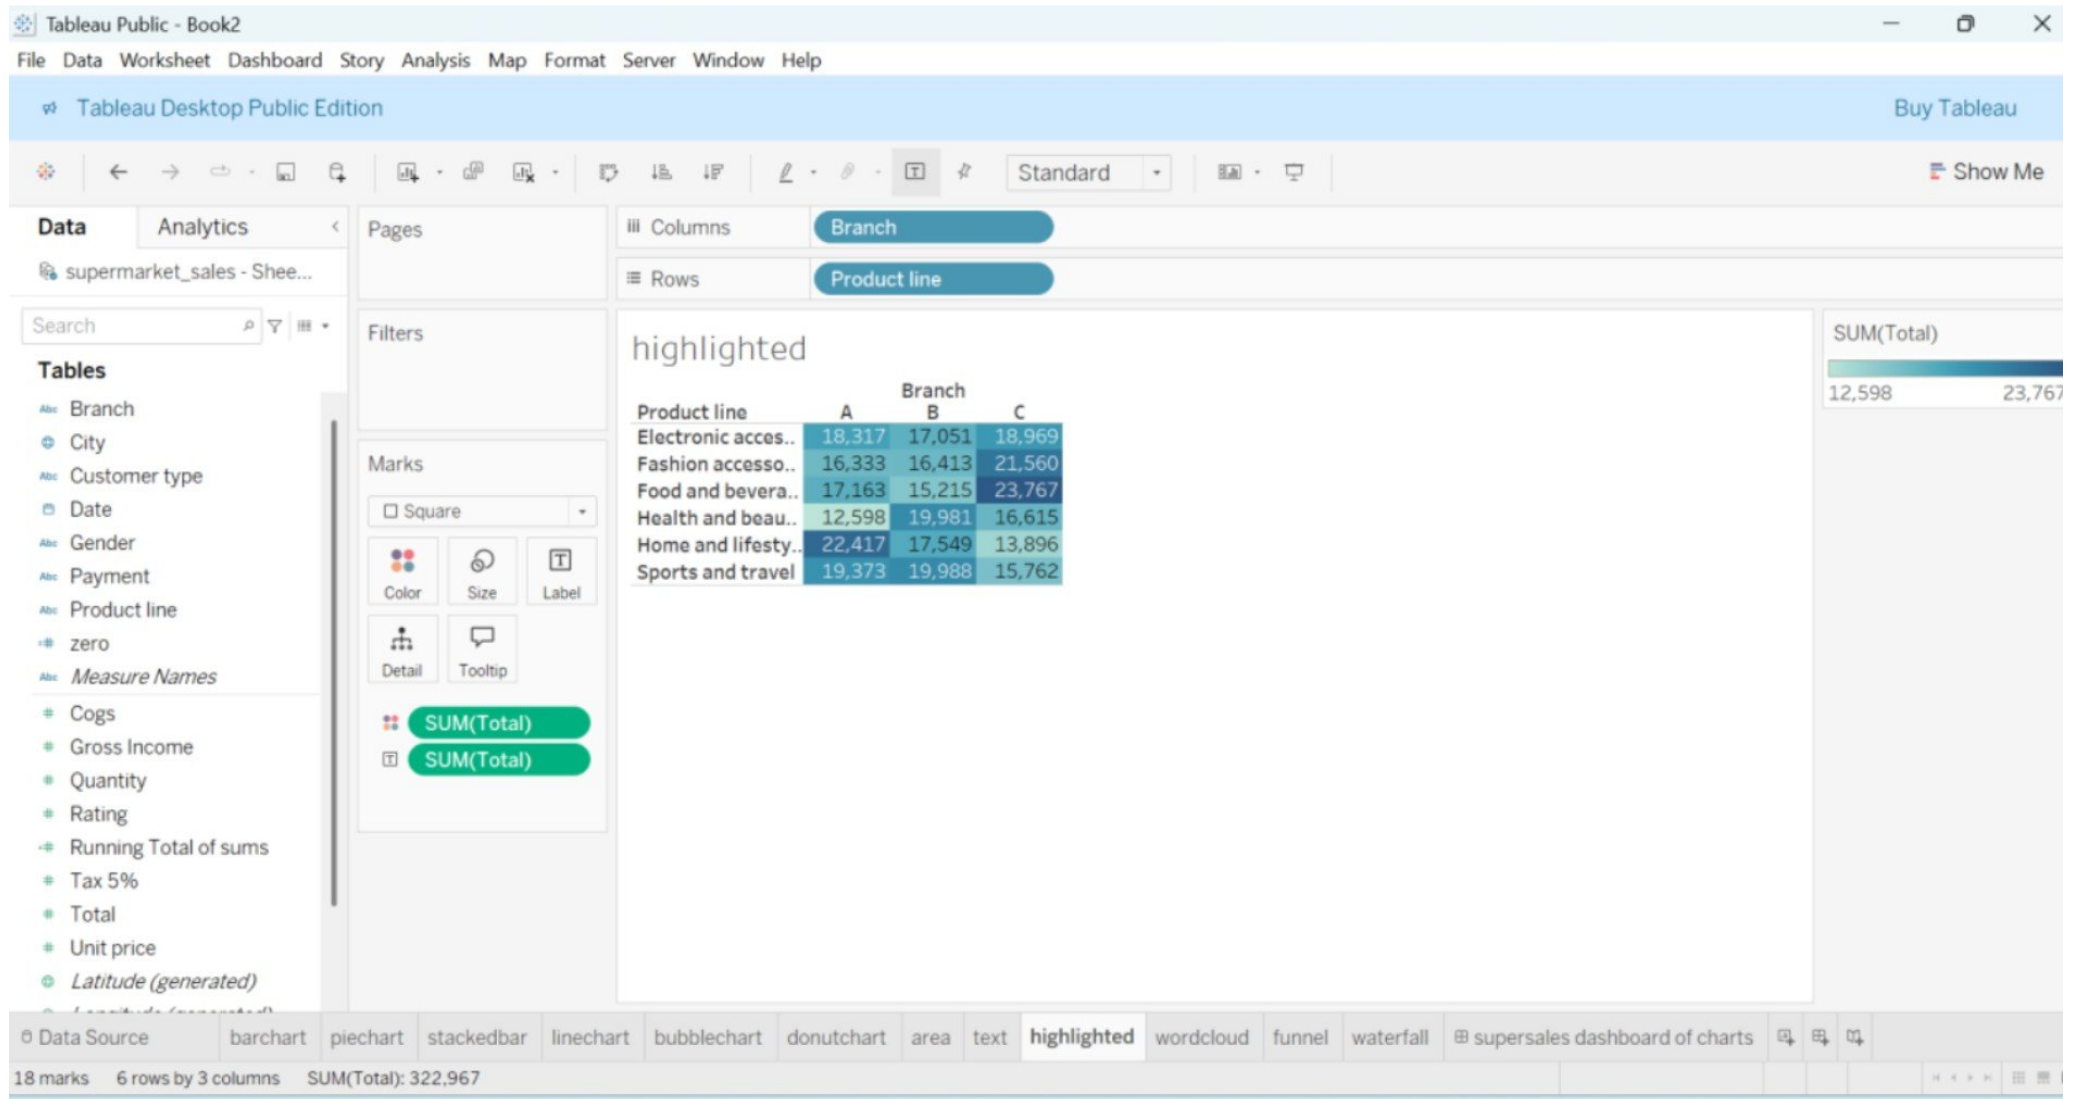 Tableau Public - Book2
File Data Worksheet Dashboard Story Analysis Map Format Server Window Help
Tableau Desktop Public Edition Buy Tableau
Standard Show Me
Data Analytics
supermarket_sales - Shee...
Search
Tables
Abc Branch
City
Abc Customer type
Date
Abc Gender
Abc Payment
Abc Product line
zero
Abc Measure Names
Cogs
Gross Income
Quantity
Rating
Running Total of sums
Tax 5%
Total
Unit price
Latitude (generated)
Longitude (generated)
Pages
Filters
Marks
Square
Color Size Label
Detail Tooltip
SUM(Total)
SUM(Total)
Columns Branch
Rows Product line
highlighted
Branch
Product line A B C
Electronic acces.. 18,317 17,051 18,969
Fashion accesso.. 16,333 16,413 21,560
Food and bevera.. 17,163 15,215 23,767
Health and beau.. 12,598 19,981 16,615
Home and lifesty.. 22,417 17,549 13,896
Sports and travel 19,373 19,988 15,762
SUM(Total)
12,598 23,767
Data Source barchart piechart stackedbar linechart bubblechart donutchart area text highlighted wordcloud funnel waterfall supersales dashboard of charts
18 marks 6 rows by 3 columns SUM(Total): 322,967